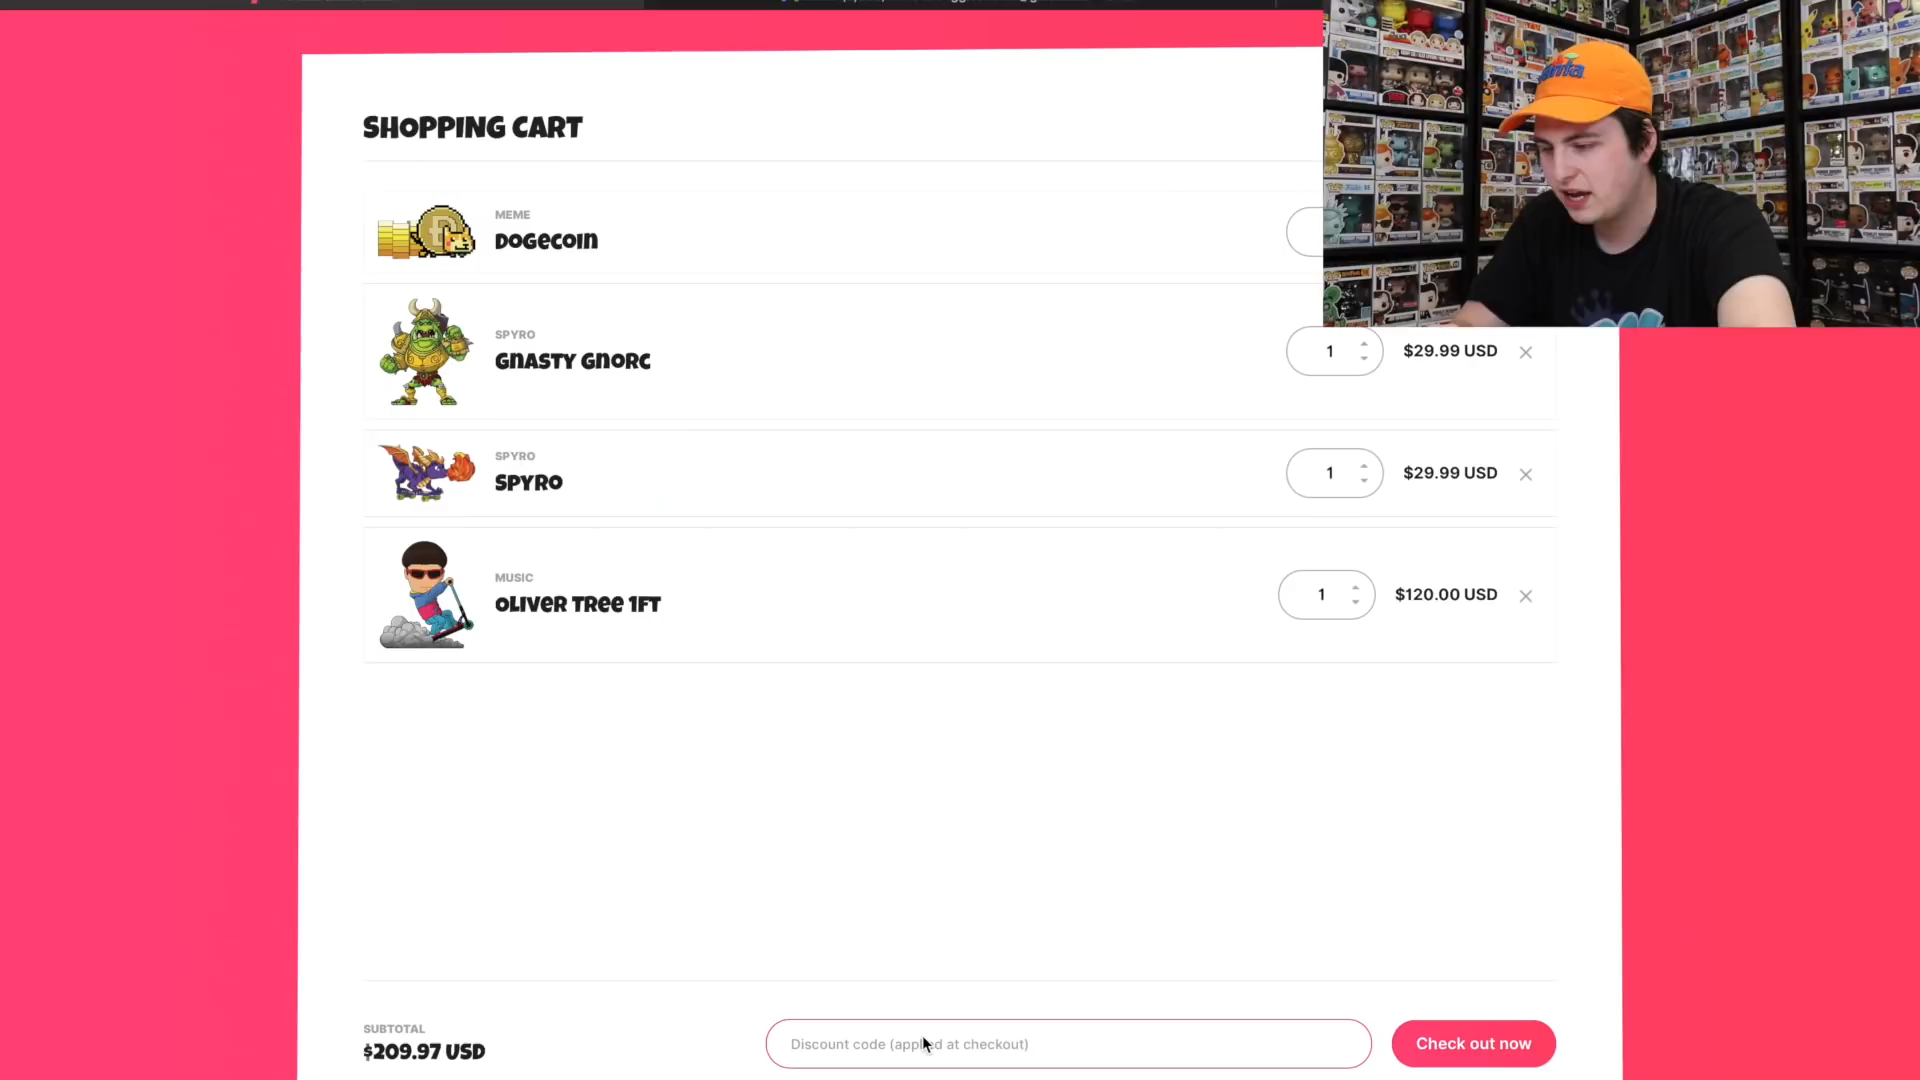 SHOPPING CART
MEME
DOGECOIN
SPYRO
GNASTY GNORC
1
$29.99 USD
SPYRO
SPYRO
1
$29.99 USD
MUSIC
OLIVER TREE 1FT
1
$120.00 USD
SUBTOTAL
$209.97 USD
Discount code (applied at checkout)
Check out now